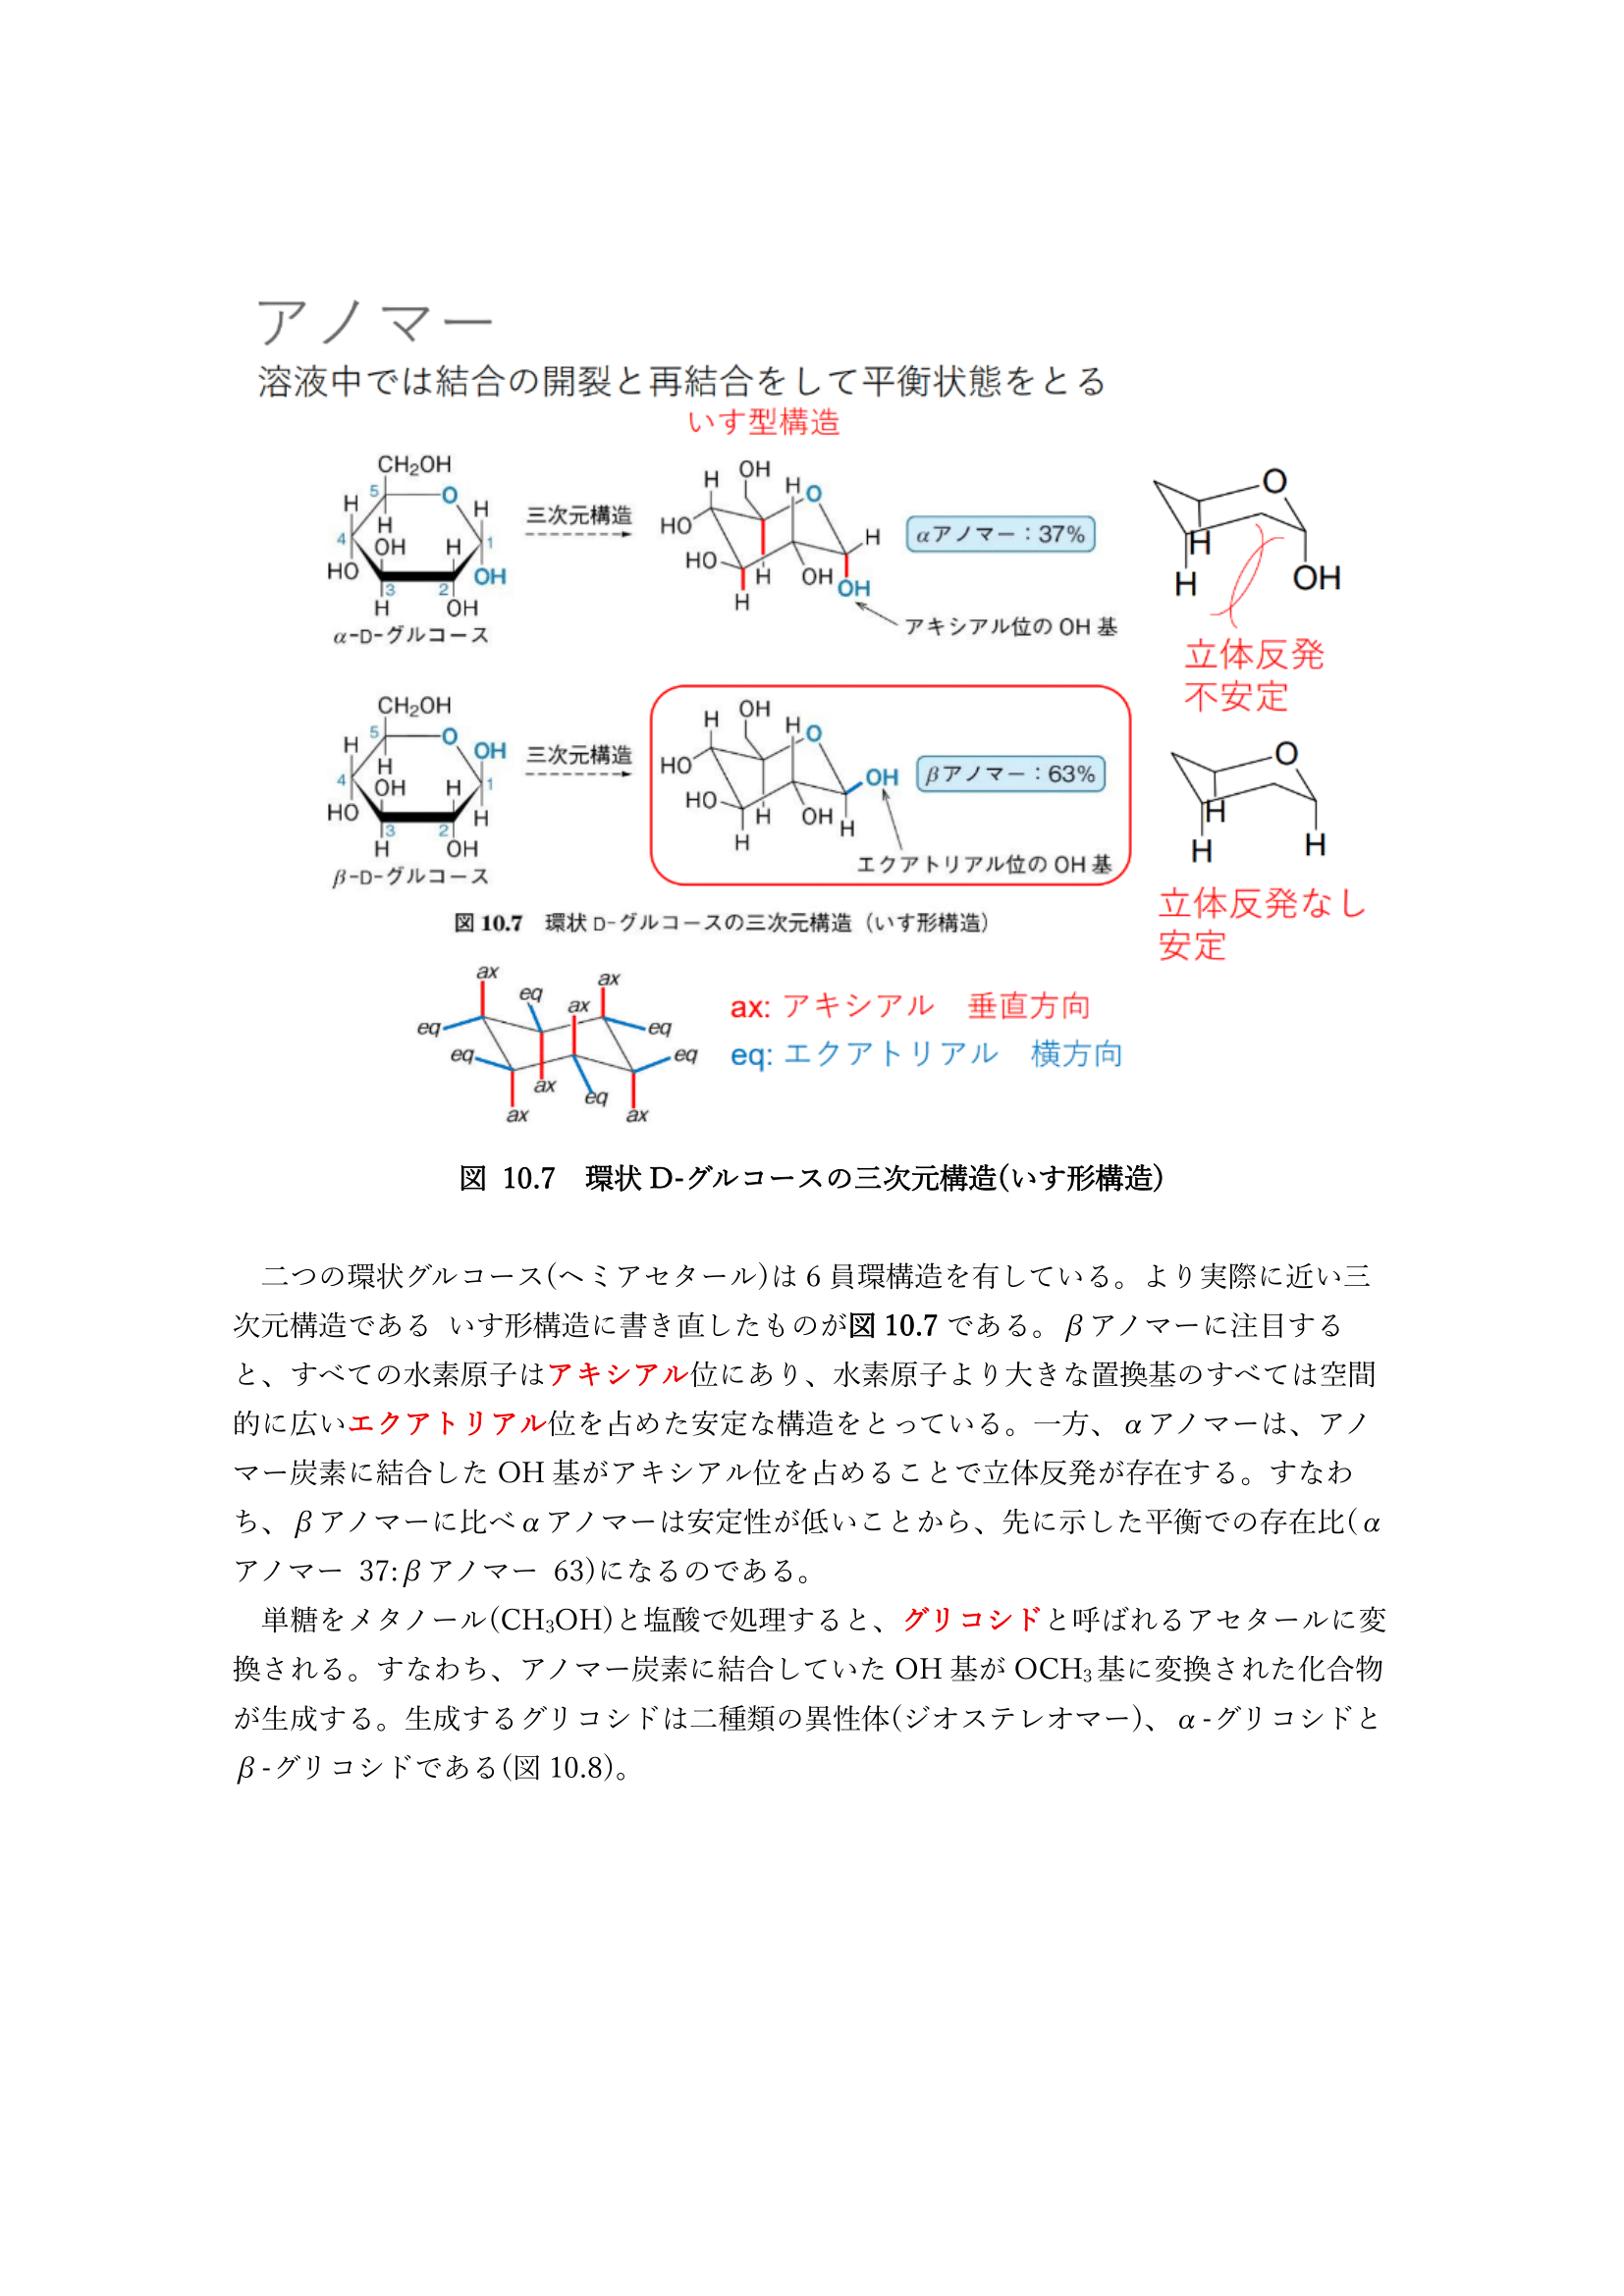 アノマー
溶液中では結合の開裂と再結合をして平衡状態をとる
いす型構造
CH₂OH
5 O
H H
H
4 OH H 1
HO OH
3 2
H OH
α-D-グルコース
三次元構造
H OH H O
HO H
HO H OH OH
H
αアノマー：37%
アキシアル位の OH 基
O
H
H OH
立体反発
不安定
CH₂OH
5 O OH
H
H
4 OH H 1
HO H
3 2
H OH
β-D-グルコース
三次元構造
H OH H O
HO OH
HO H OH H
H
βアノマー：63%
エクアトリアル位の OH 基
O
H
H H
立体反発なし
安定
図 10.7 環状 D-グルコースの三次元構造（いす形構造）
ax ax
eq ax
eq eq
eq eq
ax eq
ax ax
ax: アキシアル 垂直方向
eq: エクアトリアル 横方向
図 10.7 環状 D-グルコースの三次元構造(いす形構造)
二つの環状グルコース(ヘミアセタール)は 6 員環構造を有している。より実際に近い三
次元構造である いす形構造に書き直したものが図 10.7 である。βアノマーに注目する
と、すべての水素原子はアキシアル位にあり、水素原子より大きな置換基のすべては空間
的に広いエクアトリアル位を占めた安定な構造をとっている。一方、αアノマーは、アノ
マー炭素に結合した OH 基がアキシアル位を占めることで立体反発が存在する。すなわ
ち、βアノマーに比べαアノマーは安定性が低いことから、先に示した平衡での存在比(α
アノマー 37:βアノマー 63)になるのである。
単糖をメタノール(CH₃OH)と塩酸で処理すると、グリコシドと呼ばれるアセタールに変
換される。すなわち、アノマー炭素に結合していた OH 基が OCH₃基に変換された化合物
が生成する。生成するグリコシドは二種類の異性体(ジオステレオマー)、α-グリコシドと
β-グリコシドである(図 10.8)。